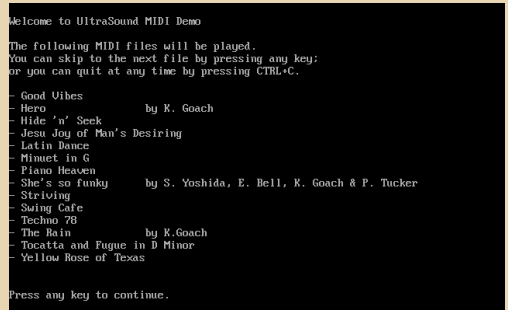 Welcome to UltraSound MIDI Demo
The following MIDI files will be played.
You can skip to the next file by pressing any key;
or you can quit at any time by pressing CTRL+C.
- Good Vibes
- Hero by K. Goach
- Hide 'n' Seek
- Jesu Joy of Man's Desiring
- Latin Dance
- Minuet in G
- Piano Heaven
- She's so funky by S. Yoshida, E. Bell, K. Goach & P. Tucker
- Striving
- Swing Cafe
- Techno 78
- The Rain by K.Goach
- Tocatta and Fugue in D Minor
- Yellow Rose of Texas
Press any key to continue.